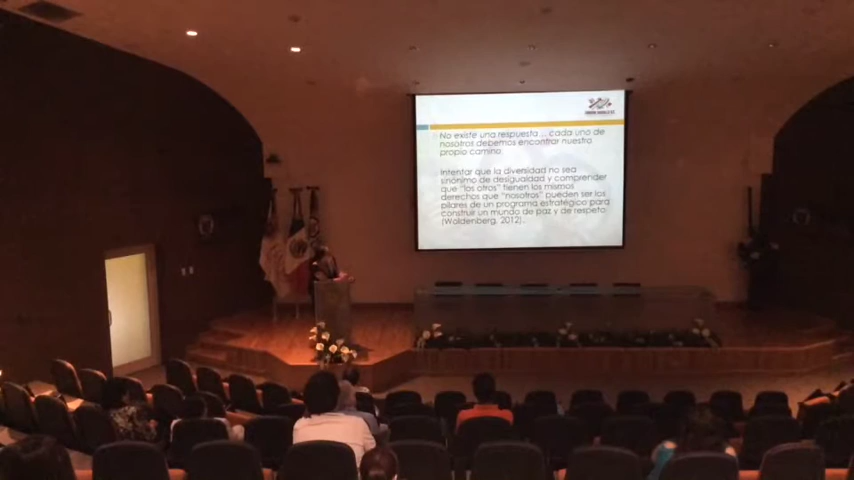 No existe una respuesta ... cada uno de
nosotros debemos encontrar nuestro
propio camino.
Intentar que la diversidad no sea
sinónimo de desigualdad y comprender
que "los otros" tienen los mismos
derechos que "nosotros" pueden ser los
pilares de un programa estratégico para
construir un mundo de paz y de respeto
(Woldenberg, 2012).